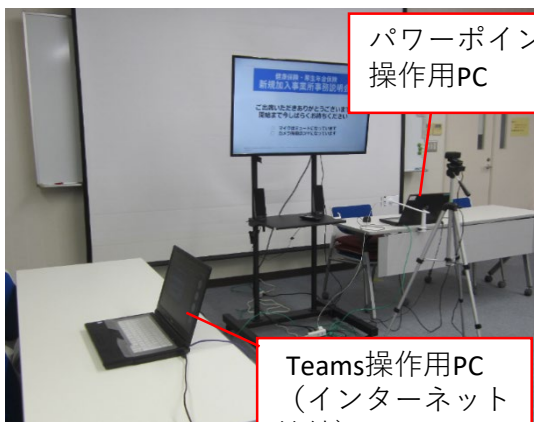 パワーポイン
操作用PC
健康保険・厚生年金保険
新規加入事業所事務説明会
ご出席いただきありがとうございます
開始まで今しばらくお待ちください
Teams操作用PC
（インターネット